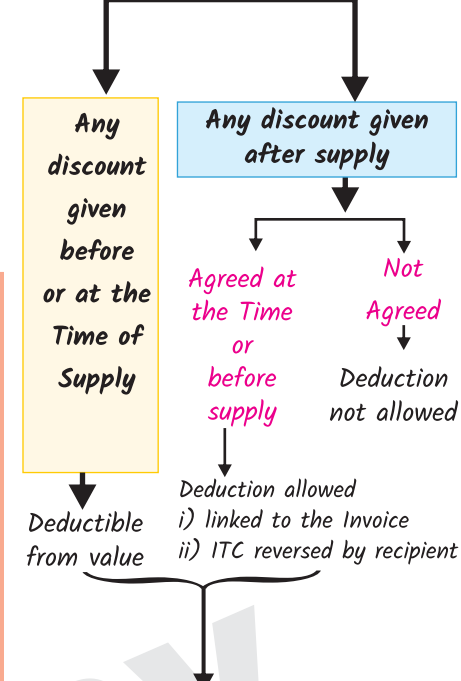 Any
discount
given
before
or at the
Time of
Supply
Deductible
from value
Any discount given
after supply
Agreed at
the Time
or
before
supply
Deduction allowed
i) linked to the Invoice
ii) ITC reversed by recipient
Not
Agreed
Deduction
not allowed